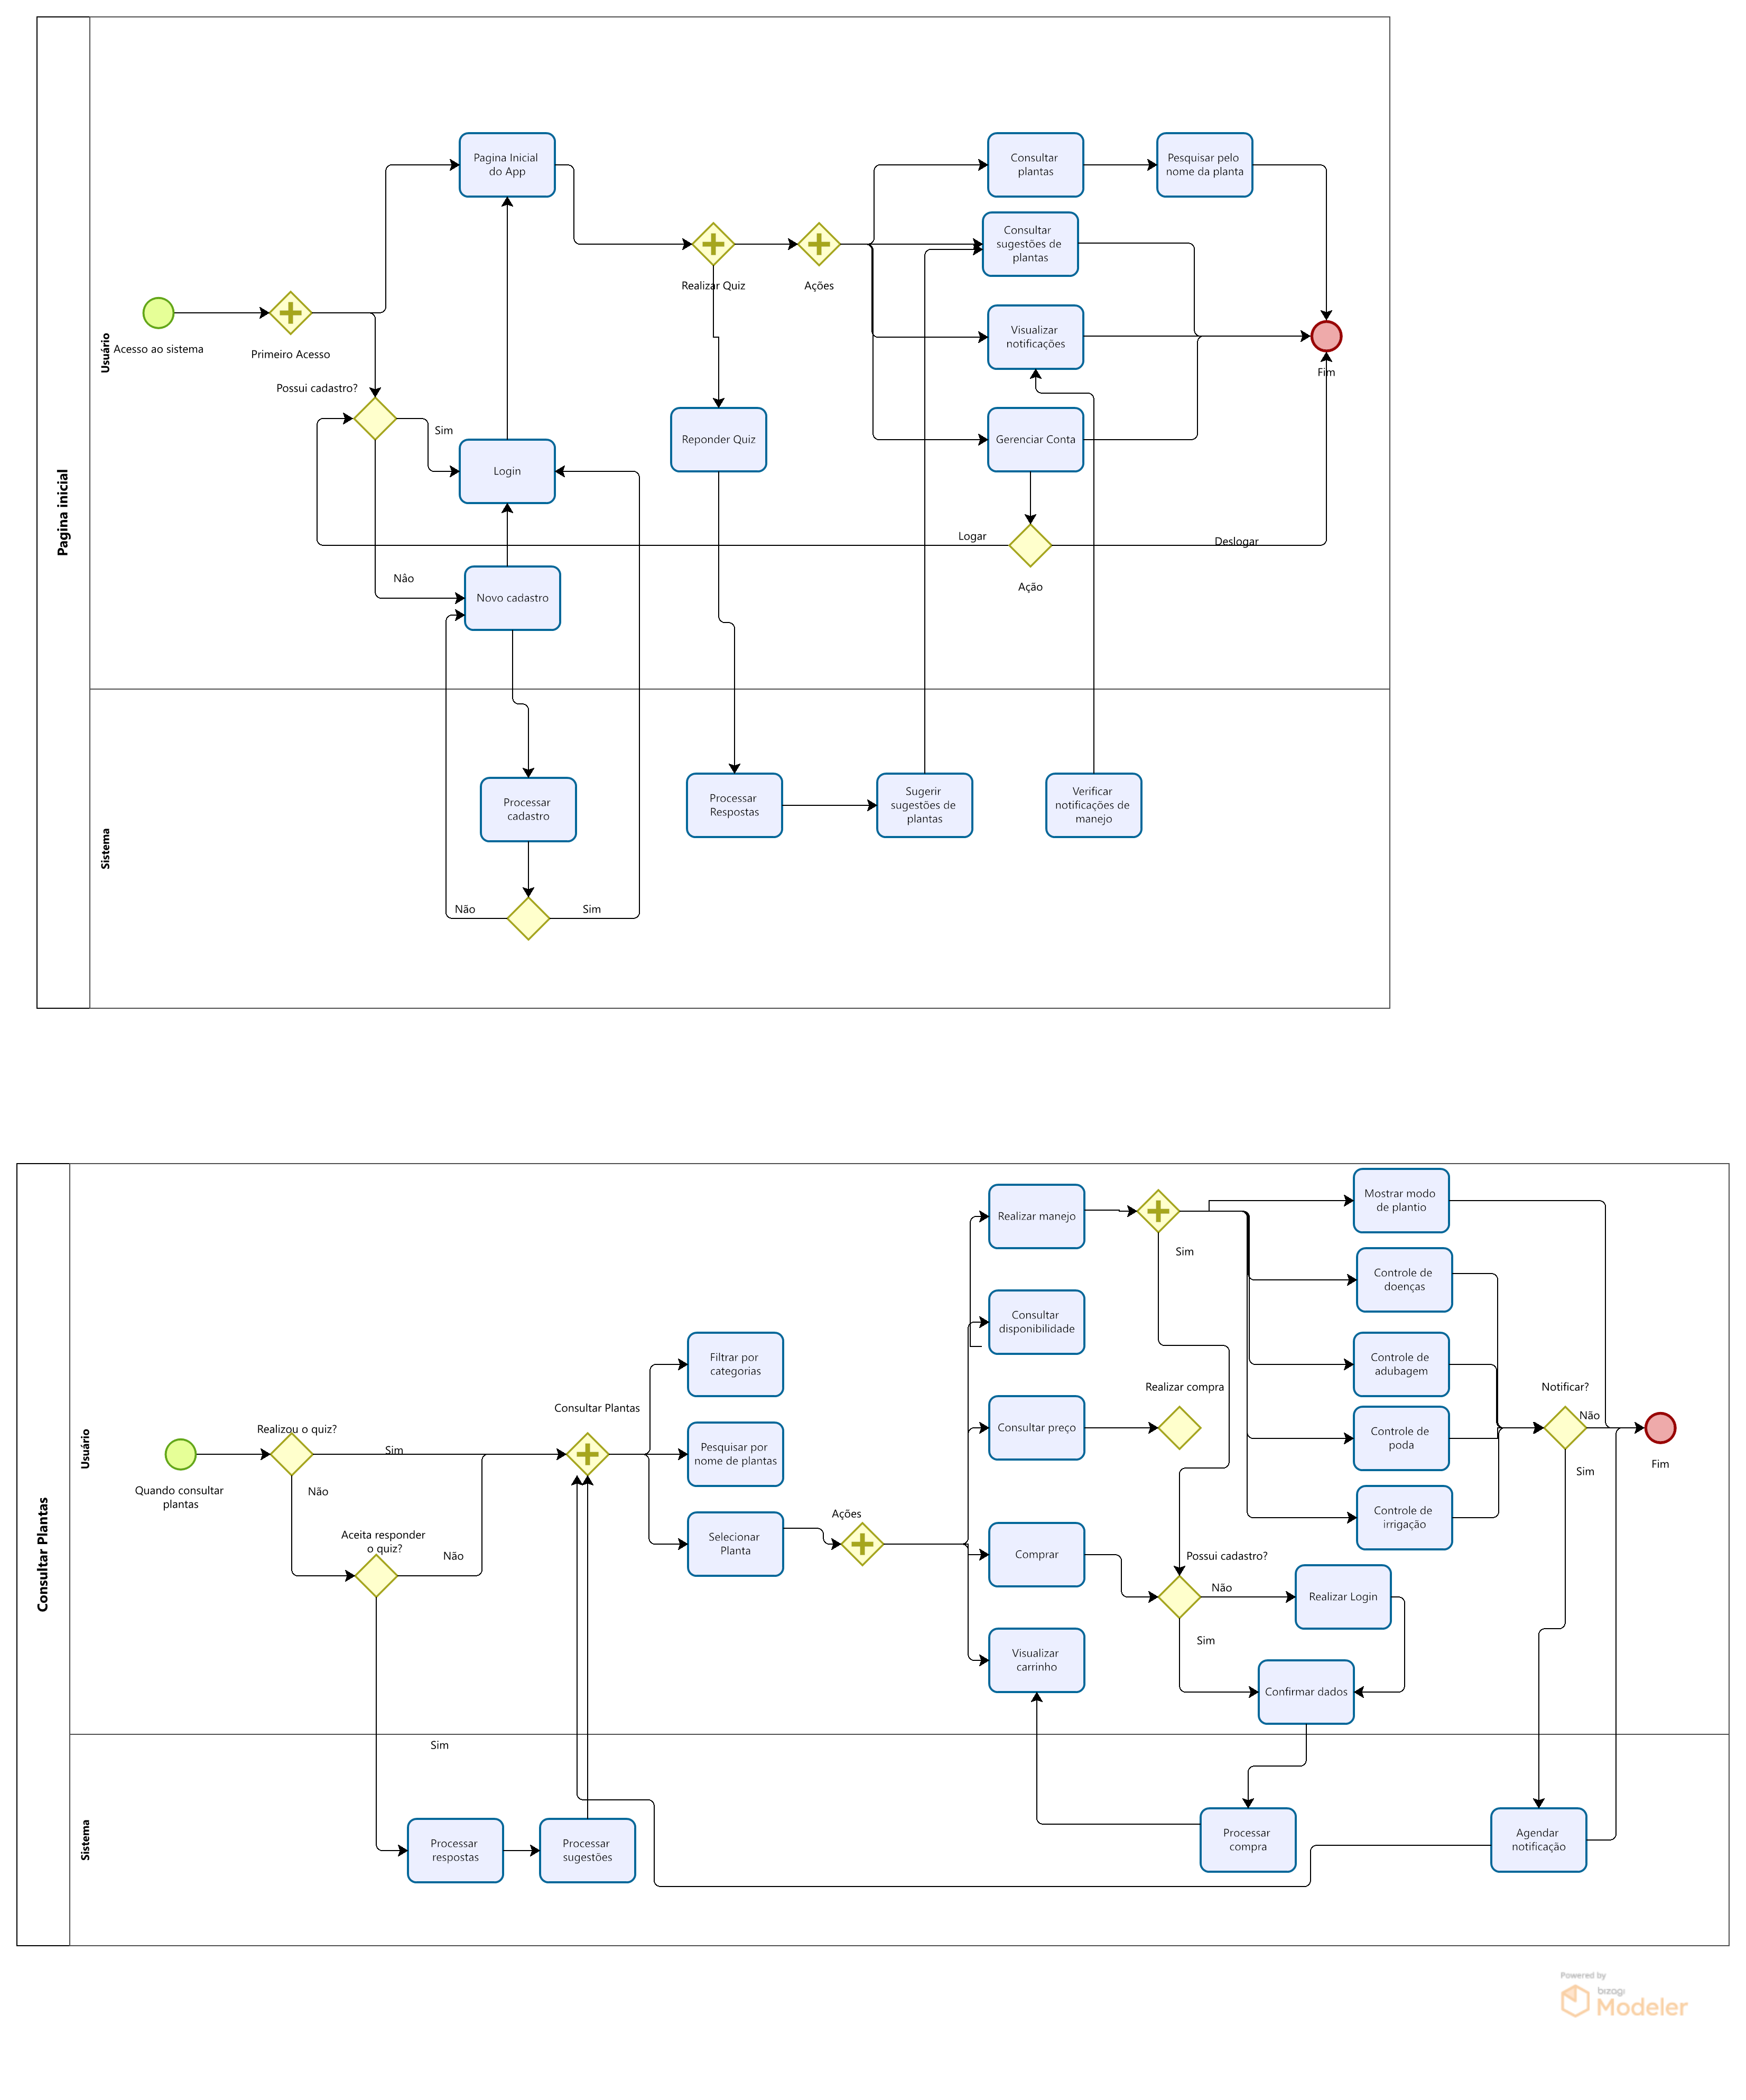 Pagina inicial
Usuário
Acesso ao sistema
Primeiro Acesso
Possui cadastro?
Sim
Nâo
Pagina Inicial
do App
Login
Novo cadastro
Realizar Quiz
Ações
Reponder Quiz
Consultar
plantas
Pesquisar pelo
nome da planta
Consultar
sugestões de
plantas
Visualizar
notificações
Gerenciar Conta
Fim
Logar
Deslogar
Ação
Sistema
Processar
cadastro
Não
Sim
Processar
Respostas
Sugerir
sugestões de
plantas
Verificar
notificações de
manejo
Consultar Plantas
Usuário
Quando consultar
plantas
Realizou o quiz?
Sim
Não
Aceita responder
o quiz?
Não
Consultar Plantas
Filtrar por
categorias
Pesquisar por
nome de plantas
Selecionar
Planta
Ações
Realizar manejo
Consultar
disponibilidade
Consultar preço
Comprar
Visualizar
carrinho
Sim
Realizar compra
Possui cadastro?
Não
Sim
Realizar Login
Confirmar dados
Mostrar modo
de plantio
Controle de
doenças
Controle de
adubagem
Controle de
poda
Controle de
irrigação
Notificar?
Não
Sim
Fim
Sistema
Sim
Processar
respostas
Processar
sugestões
Processar
compra
Agendar
notificação
Powered by
bizagi
Modeler